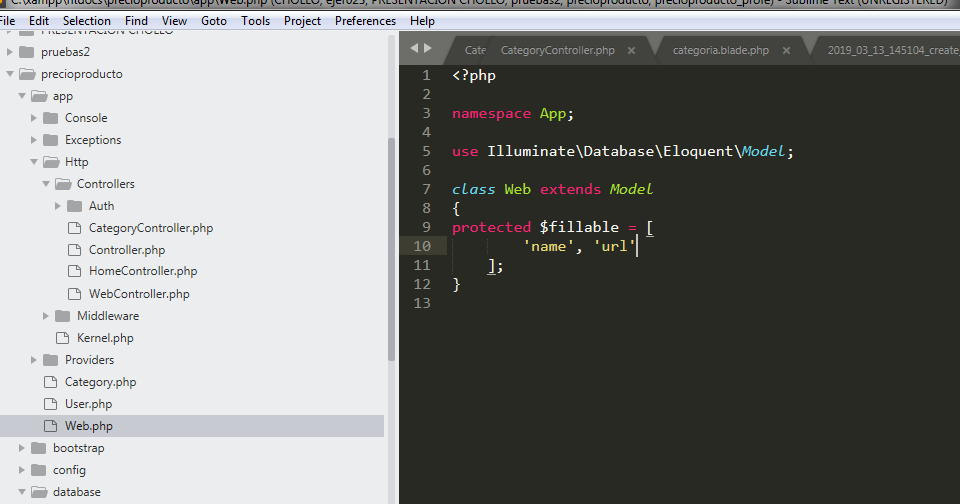 C:\xampp\htdocs\precioproducto\app\Web.php (CHOLLO, ejer023, PRESENTACION CHOLLO, pruebas2, precioproducto, precioproducto_profe) - Sublime Text (UNREGISTERED)
File Edit Selection Find View Goto Tools Project Preferences Help
PRESENTACION CHOLLO
pruebas2
precioproducto
app
Console
Exceptions
Http
Controllers
Auth
CategoryController.php
Controller.php
HomeController.php
WebController.php
Middleware
Kernel.php
Providers
Category.php
User.php
Web.php
bootstrap
config
database
Cate CategoryController.php × categoria.blade.php × 2019_03_13_145104_create_
1 <?php
2
3 namespace App;
4
5 use Illuminate\Database\Eloquent\Model;
6
7 class Web extends Model
8 {
9 protected $fillable = [
10 'name', 'url'
11 ];
12 }
13